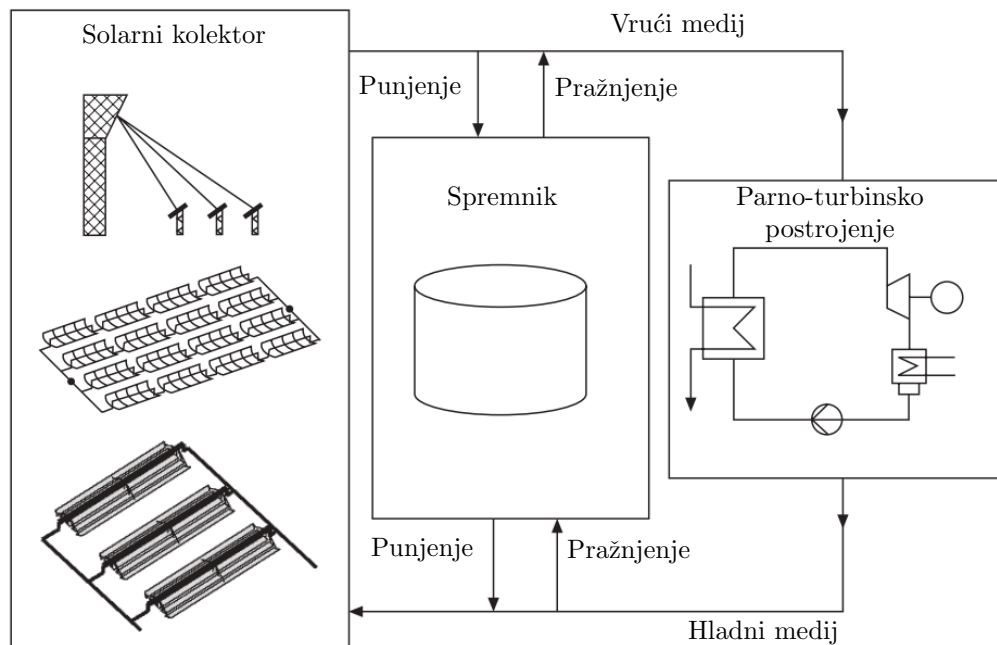 Solarni kolektor
Vrući medij
Punjenje
Pražnjenje
Spremnik
Parno-turbinsko
postrojenje
Punjenje
Pražnjenje
Hladni medij